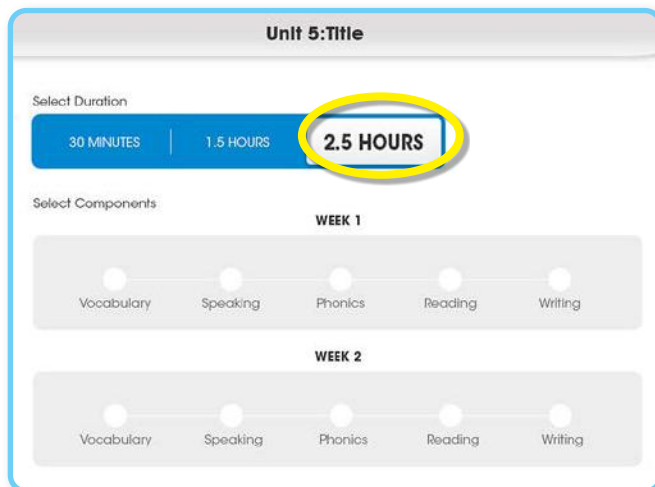 Unit 5:Title
Select Duration
30 MINUTES 1.5 HOURS 2.5 HOURS
Select Components
WEEK 1
Vocabulary Speaking Phonics Reading Writing
WEEK 2
Vocabulary Speaking Phonics Reading Writing